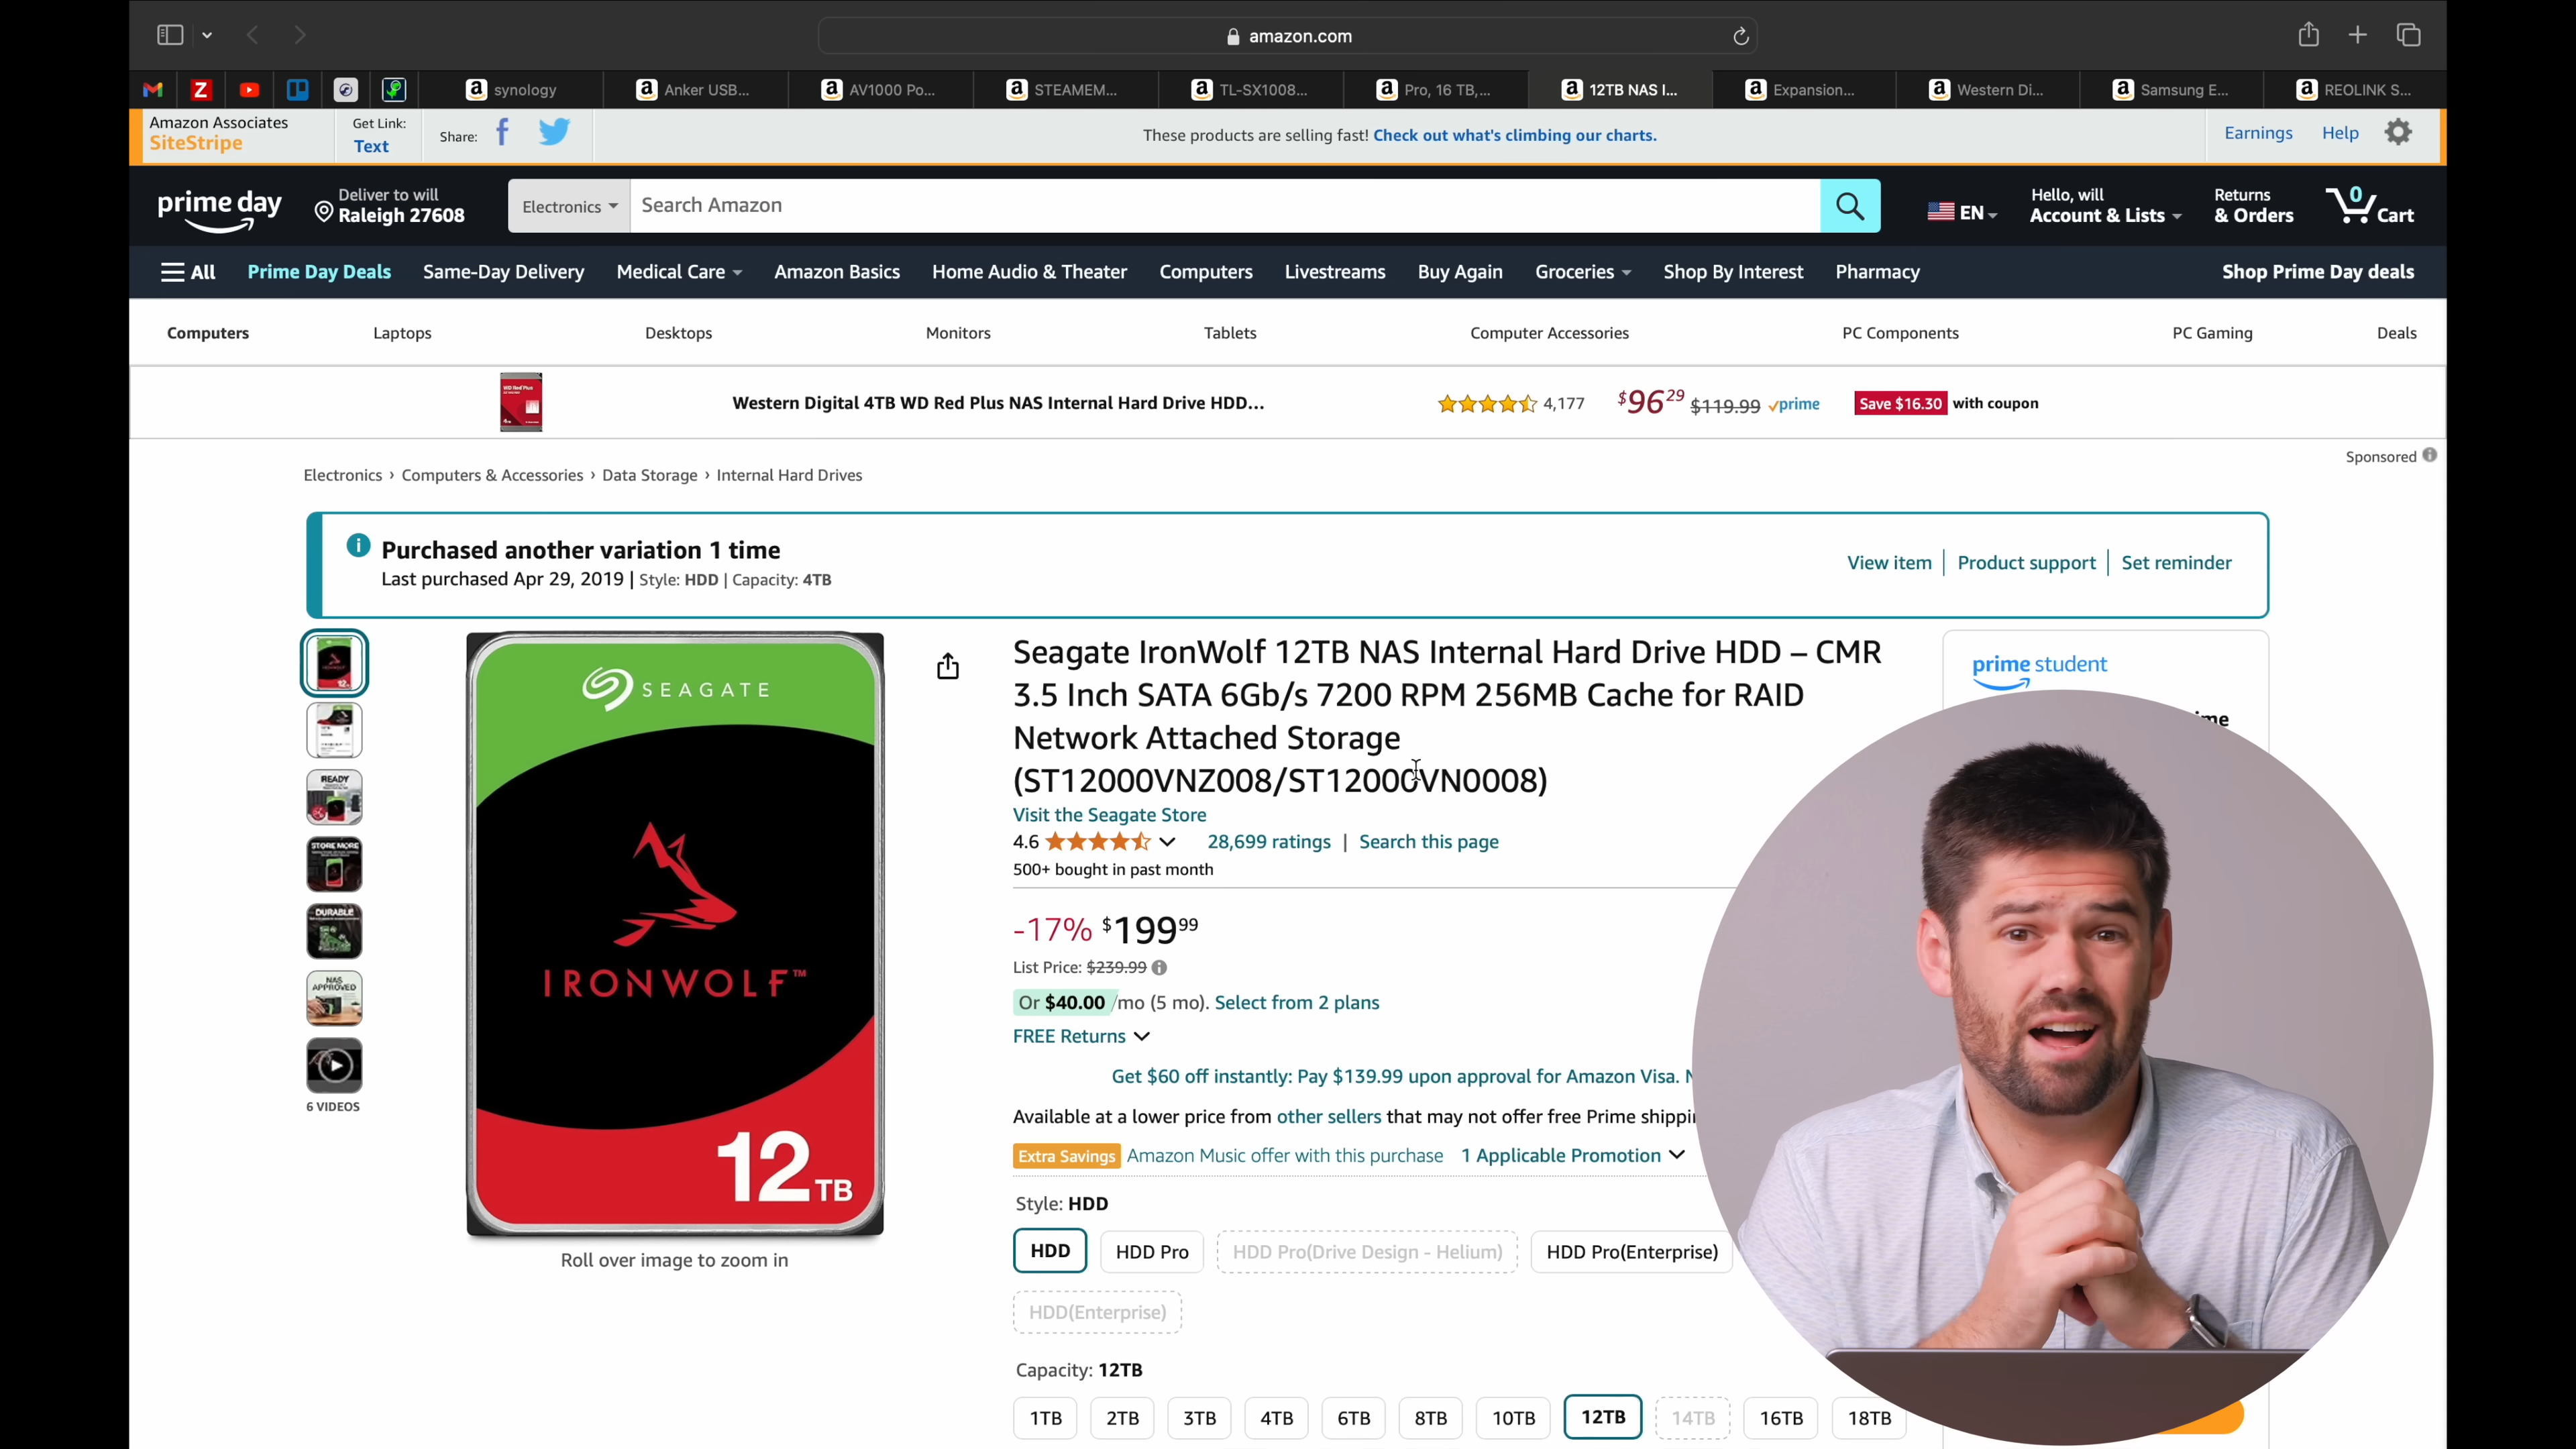 amazon.com
synology
Anker USB...
AV1000 Po...
STEAMEM...
TL-SX1008...
Pro, 16 TB,...
12TB NAS I...
Expansion...
Western Di...
Samsung E...
REOLINK S...
Amazon Associates
SiteStripe
Get Link:
Text
Share:
These products are selling fast! Check out what's climbing our charts.
Earnings
Help
prime day
Deliver to will
Raleigh 27608
Electronics
Search Amazon
EN
Hello, will
Account & Lists
Returns
& Orders
0
Cart
All
Prime Day Deals
Same-Day Delivery
Medical Care
Amazon Basics
Home Audio & Theater
Computers
Livestreams
Buy Again
Groceries
Shop By Interest
Pharmacy
Shop Prime Day deals
Computers
Laptops
Desktops
Monitors
Tablets
Computer Accessories
PC Components
PC Gaming
Deals
Western Digital 4TB WD Red Plus NAS Internal Hard Drive HDD...
4,177
$96 29 $119.99 prime
Save $16.30 with coupon
Sponsored
Electronics › Computers & Accessories › Data Storage › Internal Hard Drives
Purchased another variation 1 time
Last purchased Apr 29, 2019 | Style: HDD | Capacity: 4TB
View item
Product support
Set reminder
READY
STORE MORE
DURABLE
NAS APPROVED
6 VIDEOS
SEAGATE
IRONWOLF™
12TB
Roll over image to zoom in
Seagate IronWolf 12TB NAS Internal Hard Drive HDD – CMR
3.5 Inch SATA 6Gb/s 7200 RPM 256MB Cache for RAID
Network Attached Storage
(ST12000VNZ008/ST12000VN0008)
Visit the Seagate Store
4.6
28,699 ratings | Search this page
500+ bought in past month
-17% $199 99
List Price: $239.99
Or $40.00 /mo (5 mo). Select from 2 plans
FREE Returns
Get $60 off instantly: Pay $139.99 upon approval for Amazon Visa.
Available at a lower price from other sellers that may not offer free Prime shippi
Extra Savings Amazon Music offer with this purchase 1 Applicable Promotion
Style: HDD
HDD
HDD Pro
HDD Pro(Drive Design - Helium)
HDD Pro(Enterprise)
HDD(Enterprise)
Capacity: 12TB
1TB
2TB
3TB
4TB
6TB
8TB
10TB
12TB
14TB
16TB
18TB
prime student